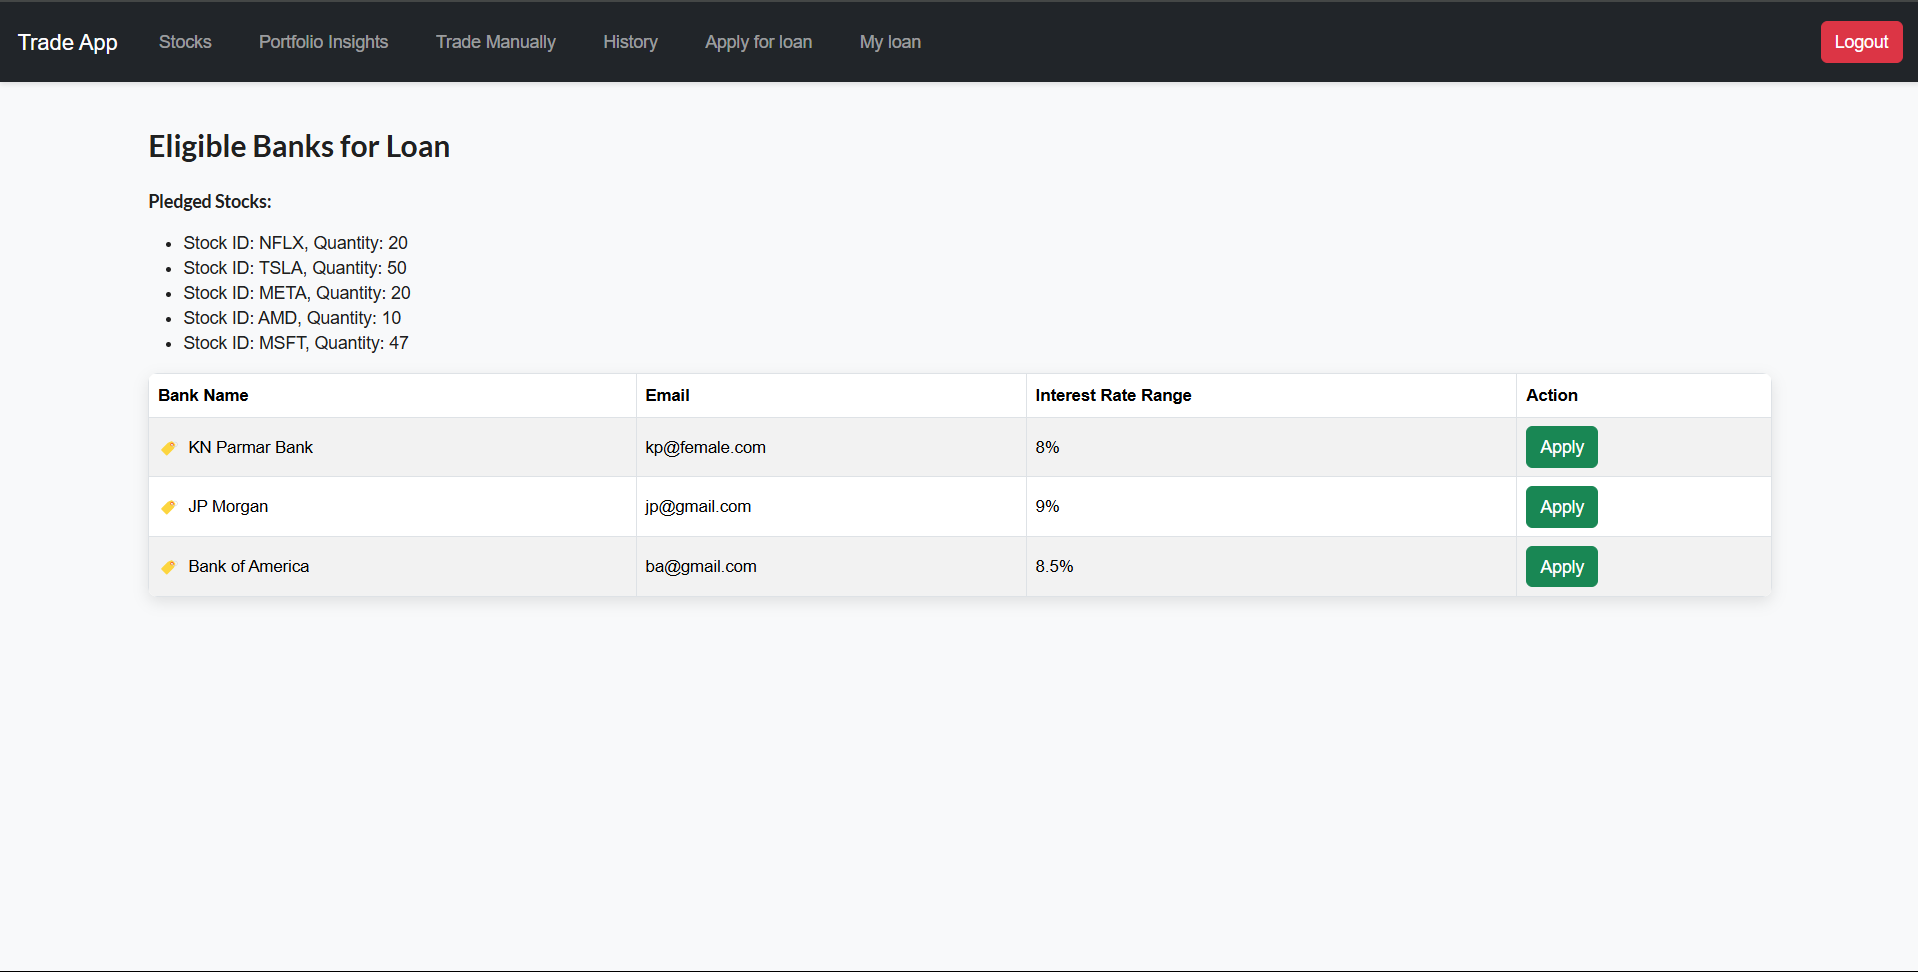 Trade App Stocks Portfolio Insights Trade Manually History Apply for loan My loan Logout
Eligible Banks for Loan
Pledged Stocks:
• Stock ID: NFLX, Quantity: 20
• Stock ID: TSLA, Quantity: 50
• Stock ID: META, Quantity: 20
• Stock ID: AMD, Quantity: 10
• Stock ID: MSFT, Quantity: 47
Bank Name Email Interest Rate Range Action
KN Parmar Bank kp@female.com 8% Apply
JP Morgan jp@gmail.com 9% Apply
Bank of America ba@gmail.com 8.5% Apply